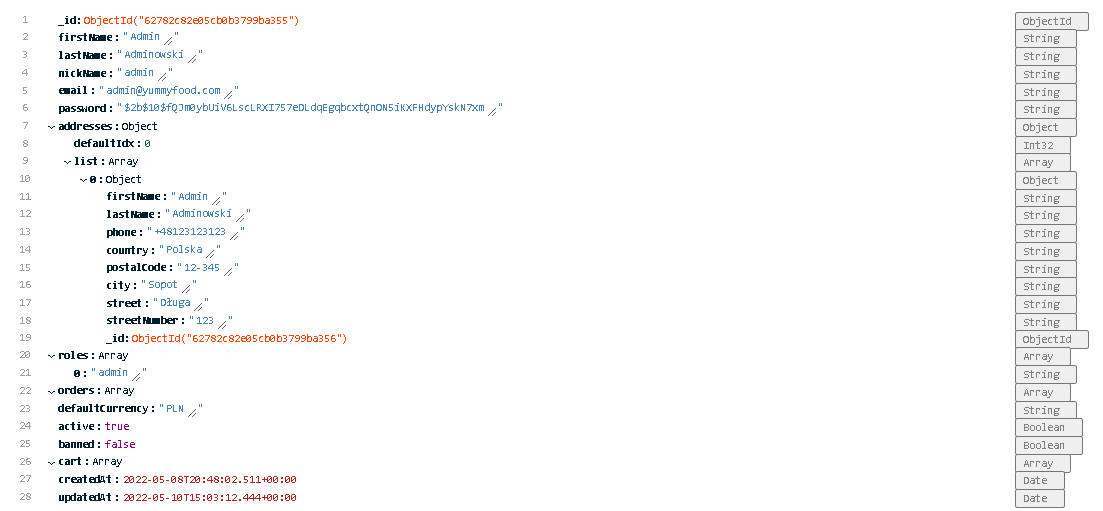 1 _id: ObjectId("62782c82e05cb0b3799ba355") ObjectId
2 firstName: "Admin" String
3 lastName: "Adminowski" String
4 nickName: "admin" String
5 email: "admin@yummyfood.com" String
6 password: "$2b$10$fQJm0ybUiV6LscLRXI757eDLdqEgqbcxtQnON5iKXFHdypYskN7xm" String
7 addresses: Object Object
8 defaultIdx: 0 Int32
9 list: Array Array
10 0: Object Object
11 firstName: "Admin" String
12 lastName: "Adminowski" String
13 phone: "+48123123123" String
14 country: "Polska" String
15 postalCode: "12-345" String
16 city: "Sopot" String
17 street: "Długa" String
18 streetNumber: "123" String
19 _id: ObjectId("62782c82e05cb0b3799ba356") ObjectId
20 roles: Array Array
21 0: "admin" String
22 orders: Array Array
23 defaultCurrency: "PLN" String
24 active: true Boolean
25 banned: false Boolean
26 cart: Array Array
27 createdAt: 2022-05-08T20:48:02.511+00:00 Date
28 updatedAt: 2022-05-10T15:03:12.444+00:00 Date